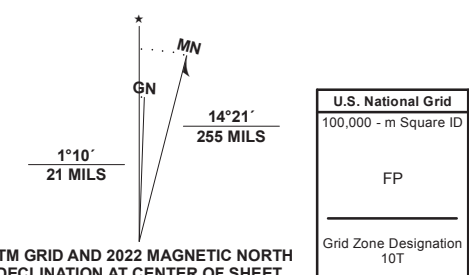 MN
GN
14°21´
255 MILS
1°10´
21 MILS
TM GRID AND 2022 MAGNETIC NORTH
DECLINATION AT CENTER OF SHEET
U.S. National Grid
100,000 - m Square ID
FP
Grid Zone Designation
10T